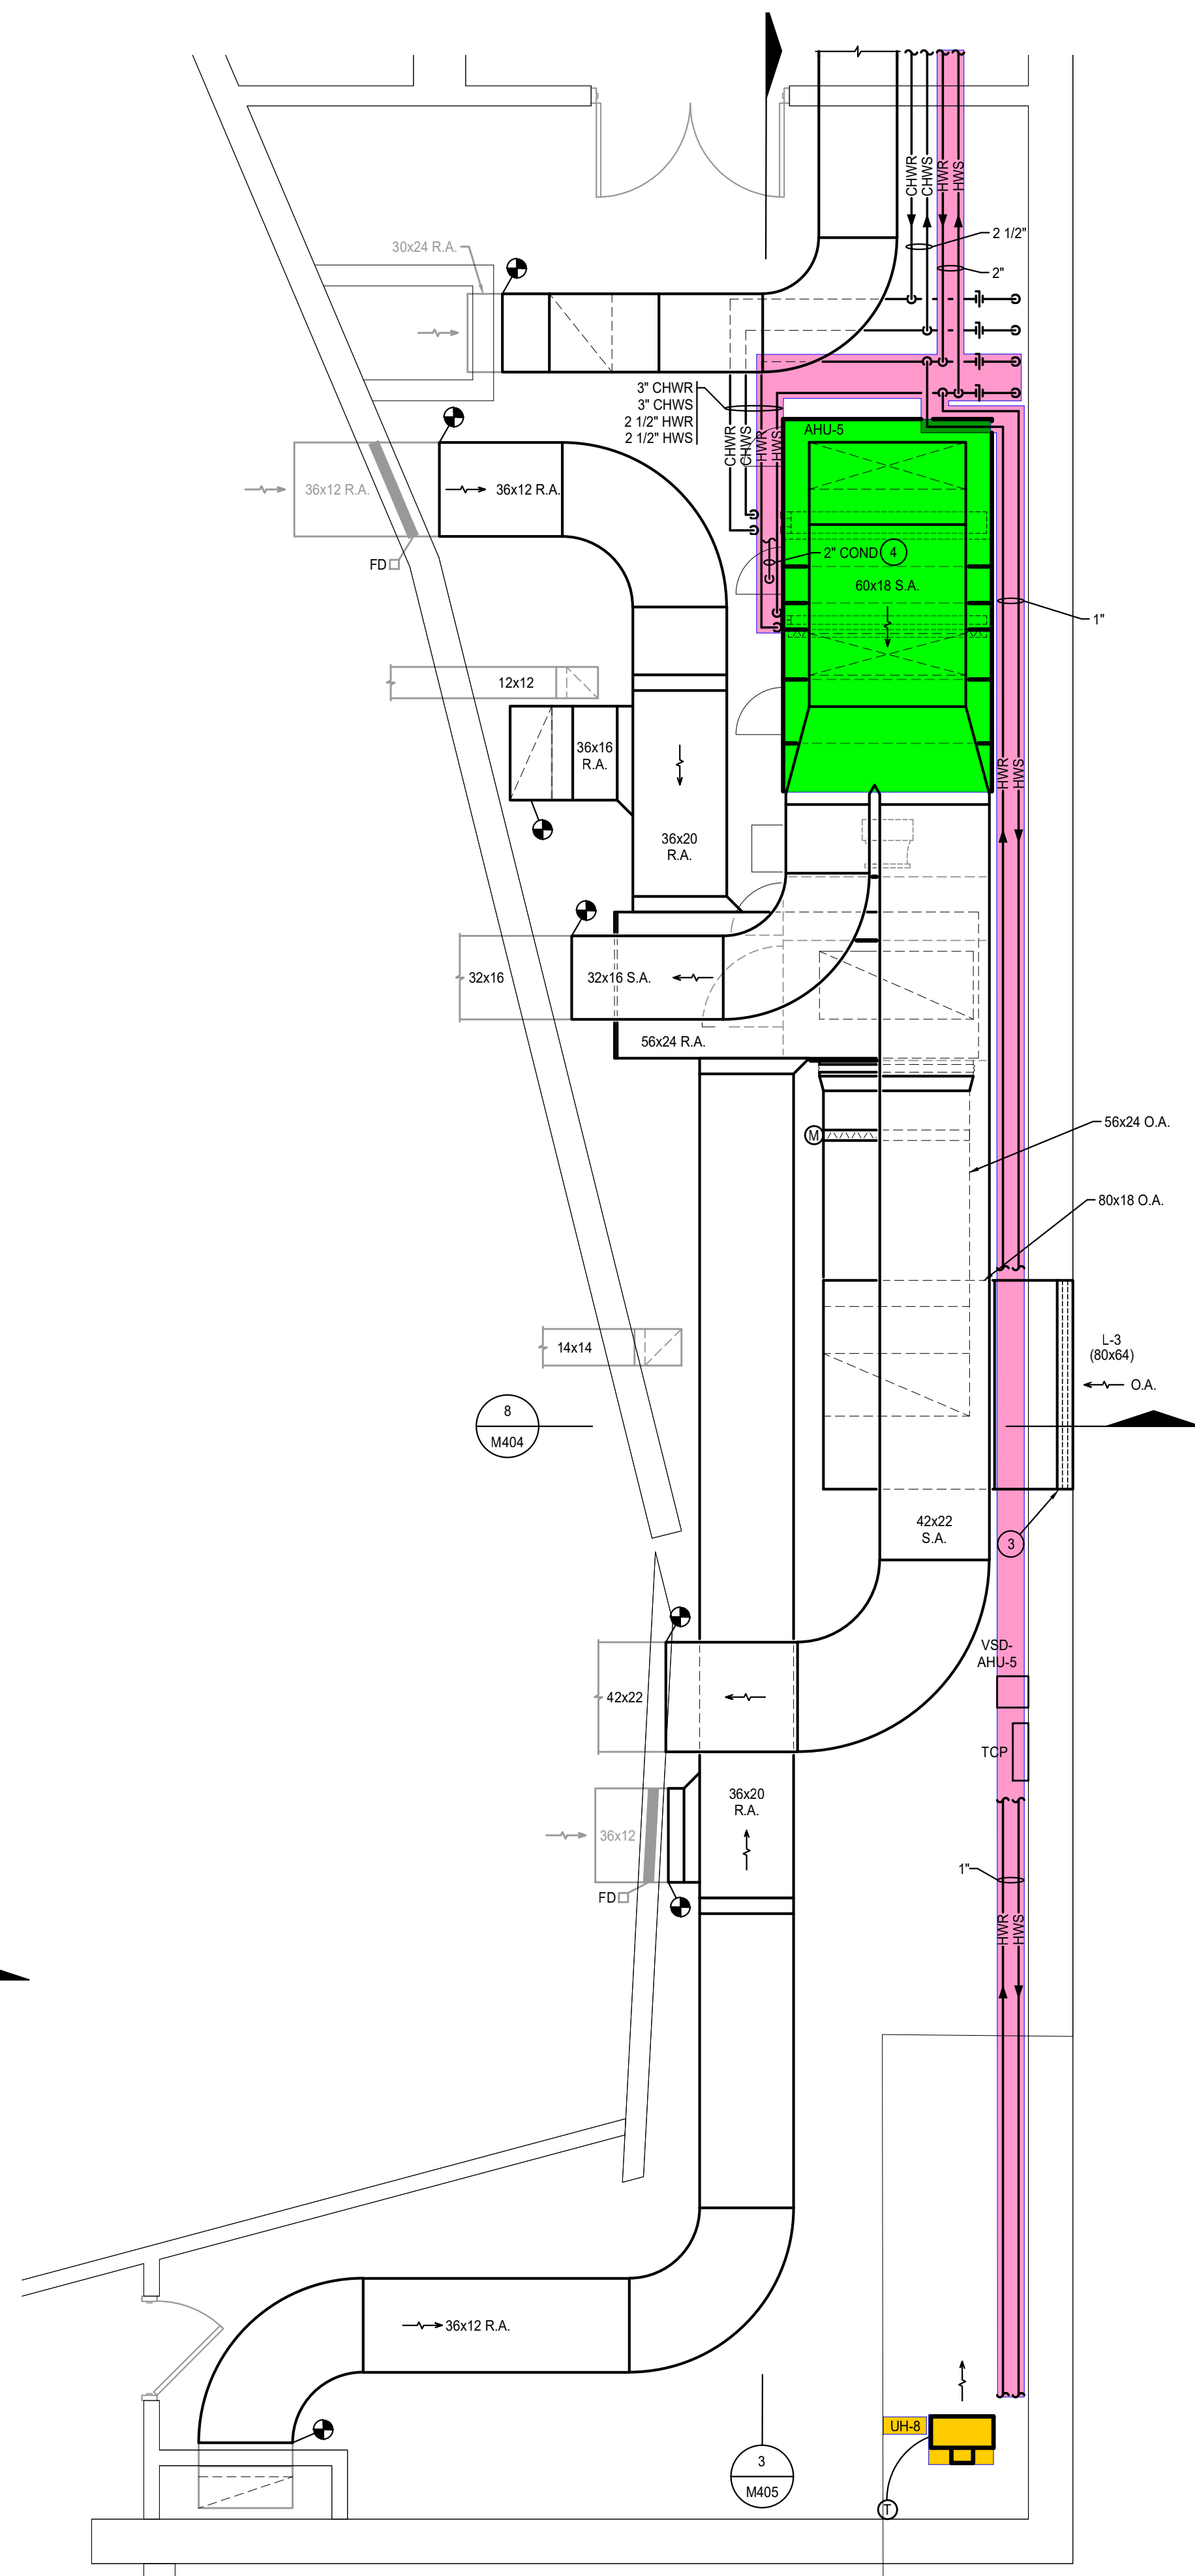 CHWR
CHWS
HWR
HWS
2 1/2"
2"
30x24 R.A.
3" CHWR
3" CHWS
2 1/2" HWR
2 1/2" HWS
CHWR
CHWS
HWR
HWS
AHU-5
36x12 R.A.
36x12 R.A.
FD
2" COND
4
60x18 S.A.
1"
12x12
36x16
R.A.
HWR
HWS
36x20
R.A.
32x16
32x16 S.A.
56x24 R.A.
M
56x24 O.A.
80x18 O.A.
14x14
L-3
(80x64)
O.A.
8
M404
42x22
S.A.
3
VSD-
AHU-5
42x22
TCP
36x20
R.A.
36x12
1"
FD
HWR
HWS
36x12 R.A.
UH-8
3
M405
T